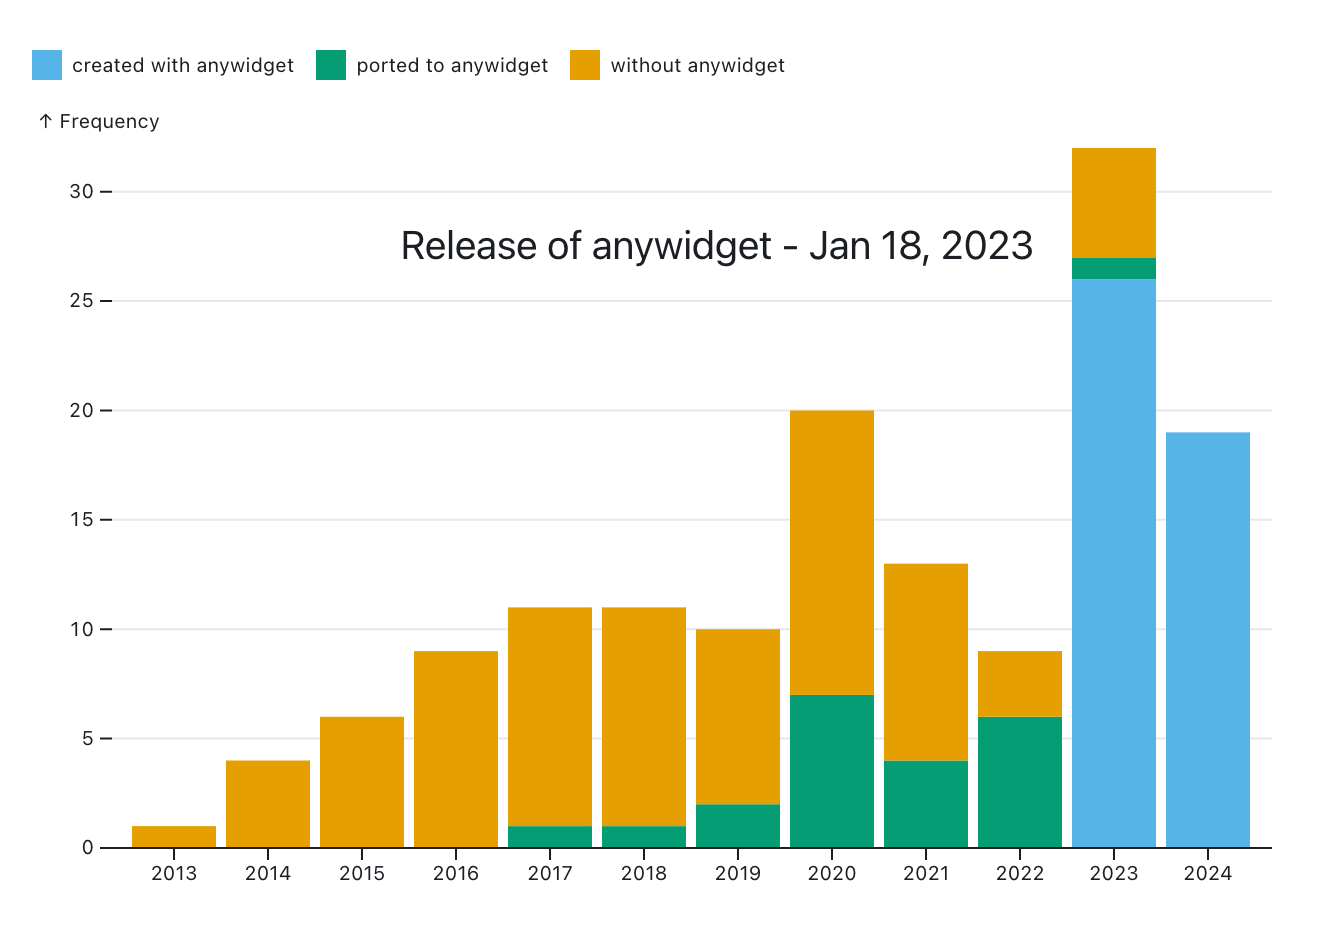 created with anywidget ported to anywidget without anywidget
↑ Frequency
30
Release of anywidget - Jan 18, 2023
25
20
15
10
5
0
2013 2014 2015 2016 2017 2018 2019 2020 2021 2022 2023 2024